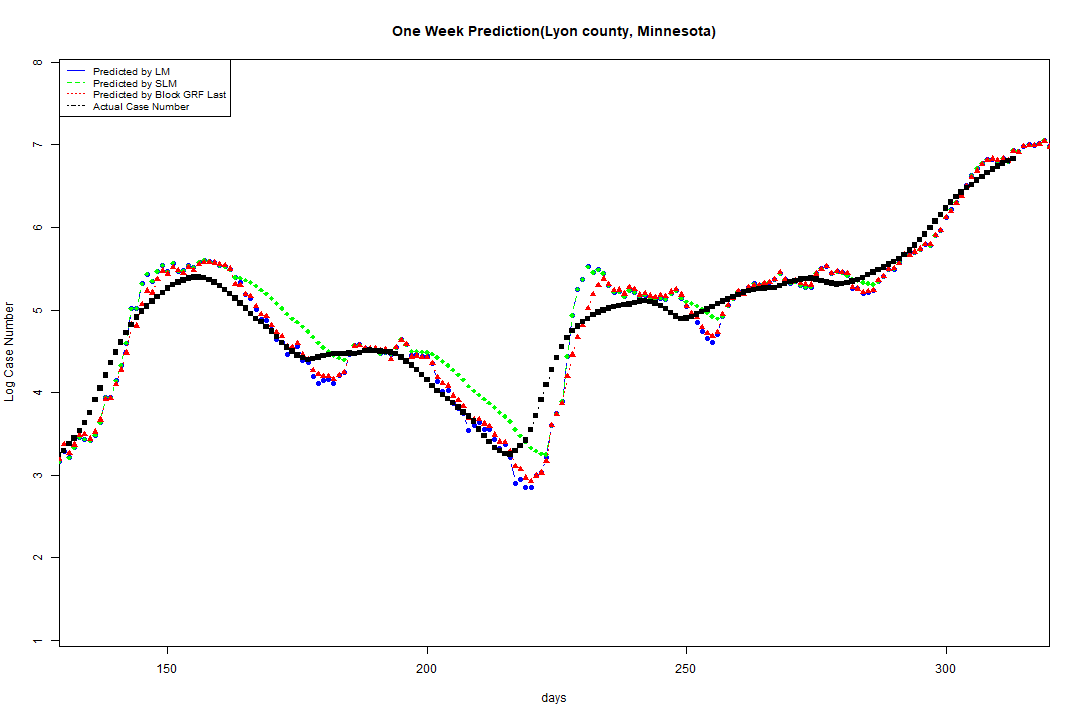 One Week Prediction(Lyon county, Minnesota)
Predicted by LM
Predicted by SLM
Predicted by Block GRF Last
Actual Case Number
8
7
6
5
4
3
2
1
Log Case Number
150 200 250 300
days